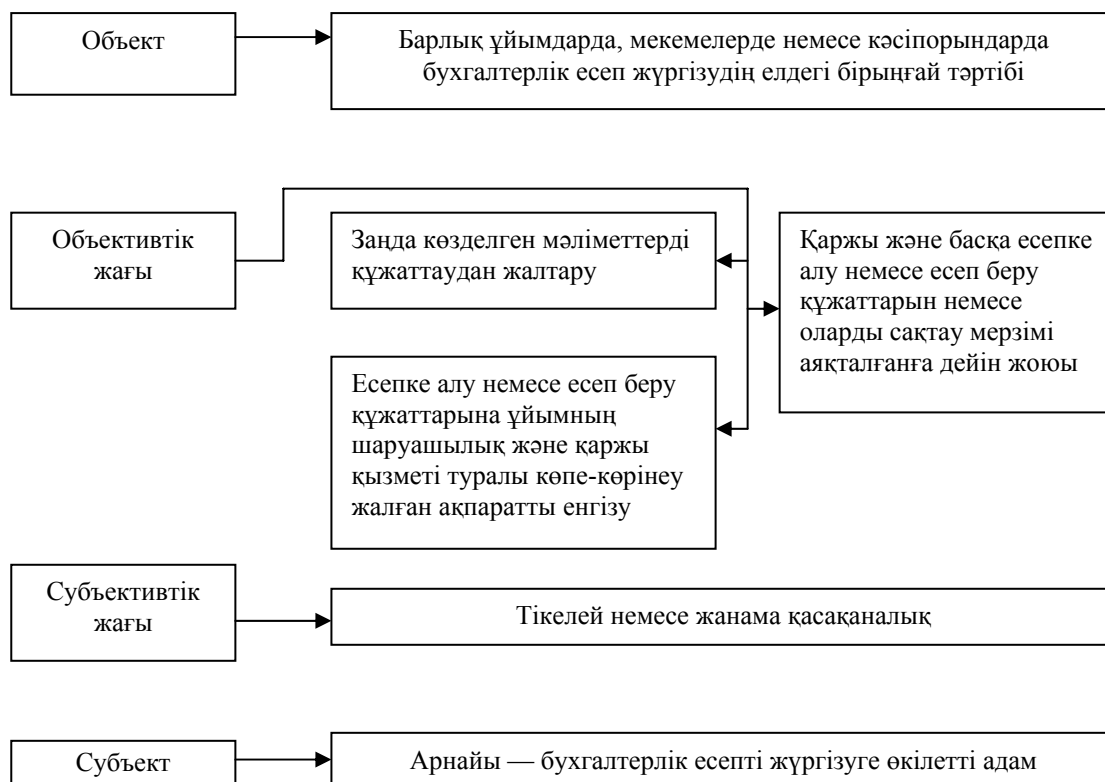 Объект
Барлық ұйымдарда, мекемелерде немесе кәсіпорындарда
бухгалтерлік есеп жүргізудің елдегі бірыңғай тәртібі
Объективтік
жағы
Заңда көзделген мәліметтерді
құжаттаудан жалтару
Қаржы және басқа есепке
алу немесе есеп беру
құжаттарын немесе
оларды сақтау мерзімі
аяқталғанға дейін жоюы
Есепке алу немесе есеп беру
құжаттарына ұйымның
шаруашылық және қаржы
қызметі туралы көпе-көрінеу
жалған ақпаратты енгізу
Субъективтік
жағы
Тікелей немесе жанама қасақаналық
Субъект
Арнайы — бухгалтерлік есепті жүргізуге өкілетті адам